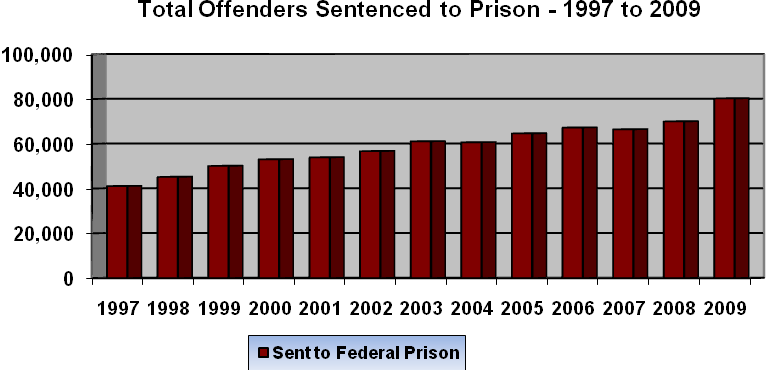 Total Offenders Sentenced to Prison - 1997 to 2009
100,000
80,000
60,000
40,000
20,000
0
1997 1998 1999 2000 2001 2002 2003 2004 2005 2006 2007 2008 2009
Sent to Federal Prison